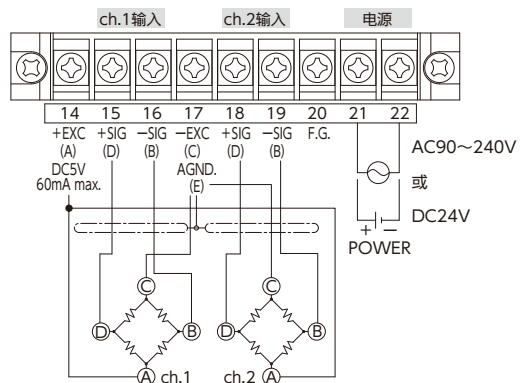 ch.1输入 ch.2输入 电源
14 15 16 17 18 19 20 21 22
+EXC +SIG −SIG −EXC +SIG −SIG F.G.
(A) (D) (B) (C) (D) (B)
DC5V AGND.
60mA max. (E)
AC90～240V
或
DC24V
+ −
POWER
C C
D B D B
A ch.1 ch.2 A